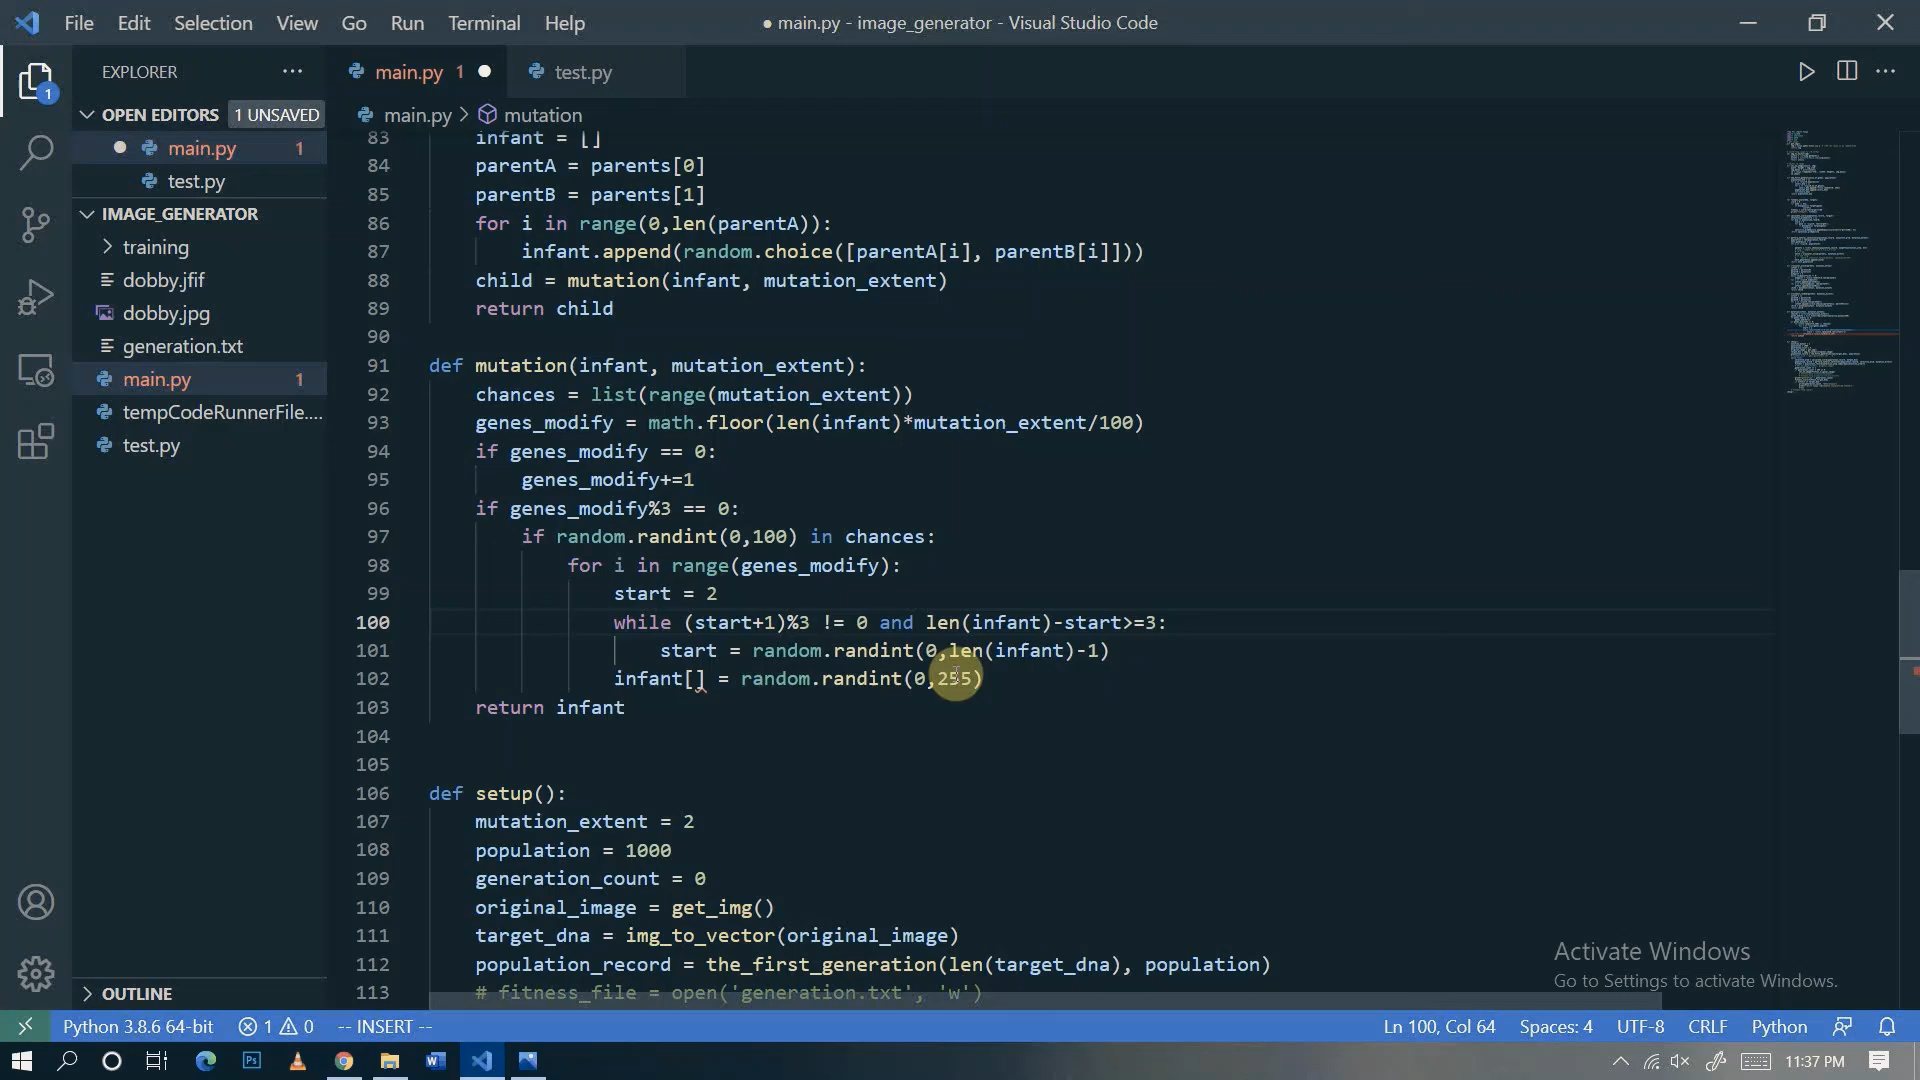 File Edit Selection View Go Run Terminal Help
● main.py - image_generator - Visual Studio Code
EXPLORER
OPEN EDITORS 1 UNSAVED
main.py 1
test.py
IMAGE_GENERATOR
training
dobby.jfif
dobby.jpg
generation.txt
main.py 1
tempCodeRunnerFile....
test.py
OUTLINE
1
main.py 1
test.py
main.py > mutation
83 infant = []
84 parentA = parents[0]
85 parentB = parents[1]
86 for i in range(0,len(parentA)):
87 infant.append(random.choice([parentA[i], parentB[i]]))
88 child = mutation(infant, mutation_extent)
89 return child
90
91 def mutation(infant, mutation_extent):
92 chances = list(range(mutation_extent))
93 genes_modify = math.floor(len(infant)*mutation_extent/100)
94 if genes_modify == 0:
95 genes_modify+=1
96 if genes_modify%3 == 0:
97 if random.randint(0,100) in chances:
98 for i in range(genes_modify):
99 start = 2
100 while (start+1)%3 != 0 and len(infant)-start>=3:
101 start = random.randint(0,len(infant)-1)
102 infant[] = random.randint(0,255)
103 return infant
104
105
106 def setup():
107 mutation_extent = 2
108 population = 1000
109 generation_count = 0
110 original_image = get_img()
111 target_dna = img_to_vector(original_image)
112 population_record = the_first_generation(len(target_dna), population)
113 # fitness_file = open('generation.txt', 'w')
Activate Windows
Go to Settings to activate Windows.
Python 3.8.6 64-bit 1 0 -- INSERT -- Ln 100, Col 64 Spaces: 4 UTF-8 CRLF Python
11:37 PM